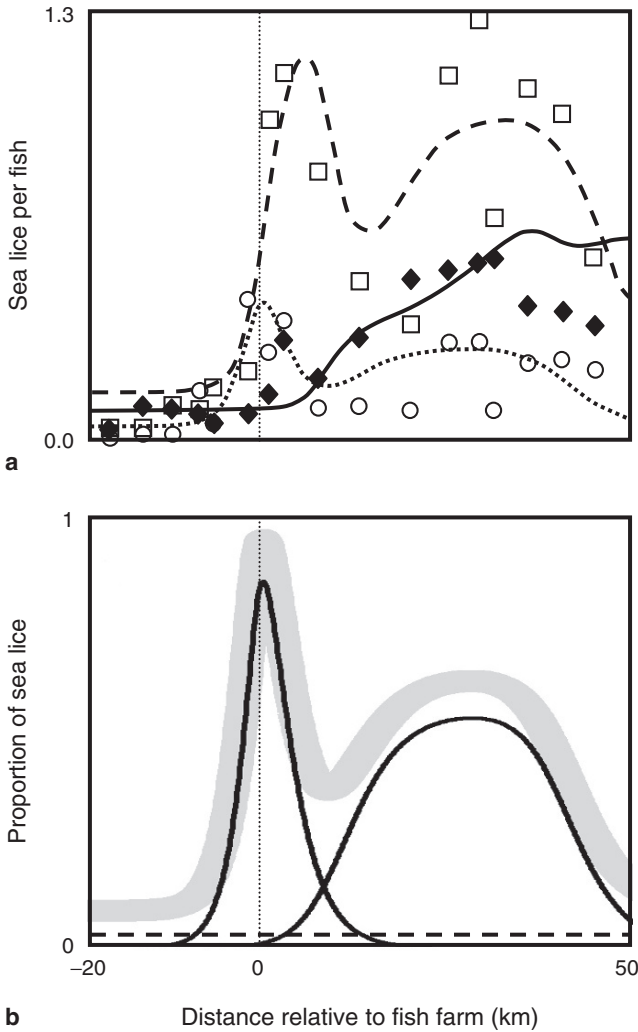 1.3
Sea lice per fish
0.0
a
1
Proportion of sea lice
0
−20 0 50
b Distance relative to fish farm (km)